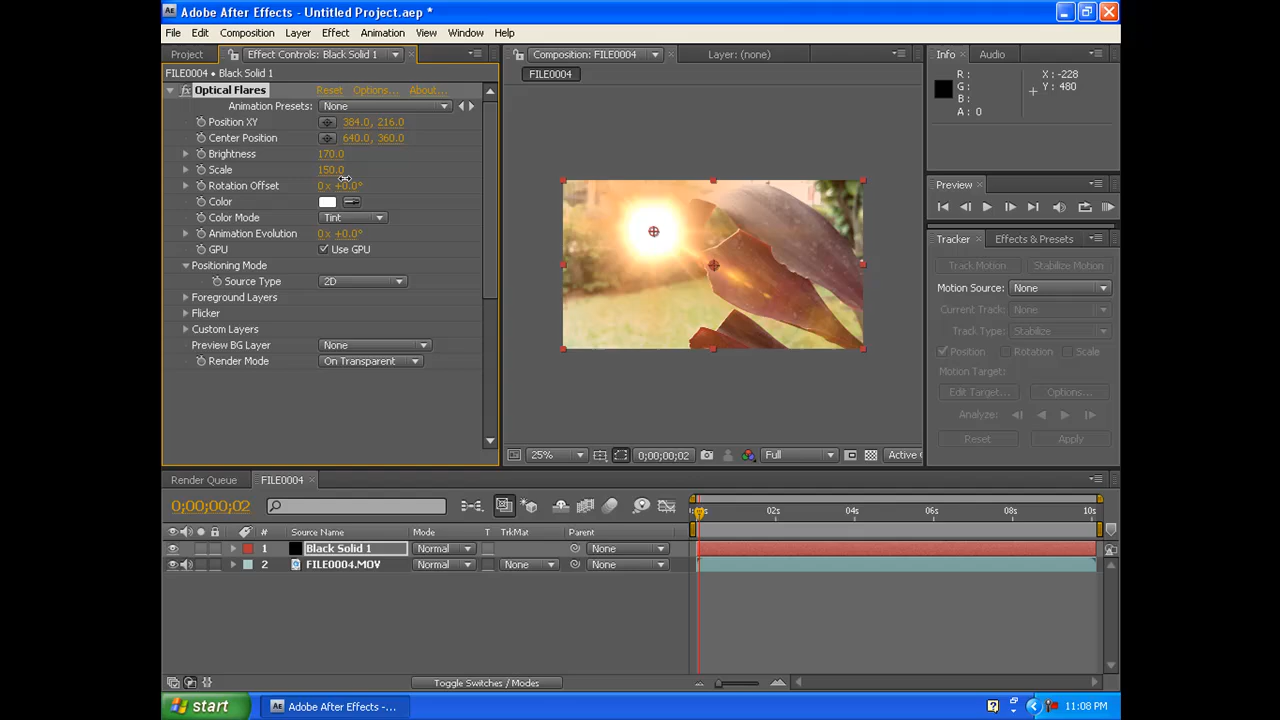 Adobe After Effects - Untitled Project.aep *
File Edit Composition Layer Effect Animation View Window Help
Project Effect Controls: Black Solid 1 Composition: FILE0004 Layer: (none) Info Audio
FILE0004 • Black Solid 1 FILE0004
Optical Flares Reset Options... About...
Animation Presets: None
Position XY 384.0, 216.0
Center Position 640.0, 360.0
Brightness 170.0
Scale 150.0
Rotation Offset 0 x +0.0°
Color
Color Mode Tint
Animation Evolution 0 x +0.0°
GPU Use GPU
Positioning Mode
Source Type 2D
Foreground Layers
Flicker
Custom Layers
Preview BG Layer None
Render Mode On Transparent
25% 0;00;00;02 Full Active
R: X: -228
G: Y: 480
B:
A: 0
Preview
Tracker Effects & Presets
Track Motion Stabilize Motion
Motion Source: None
Current Track: None
Track Type: Stabilize
Position Rotation Scale
Motion Target:
Edit Target... Options...
Analyze:
Reset Apply
Render Queue FILE0004
0;00;00;02
02s 04s 06s 08s 10s
# Source Name Mode T TrkMat Parent
1 Black Solid 1 Normal None
2 FILE0004.MOV Normal None None
Toggle Switches / Modes
start Adobe After Effects -... 11:08 PM